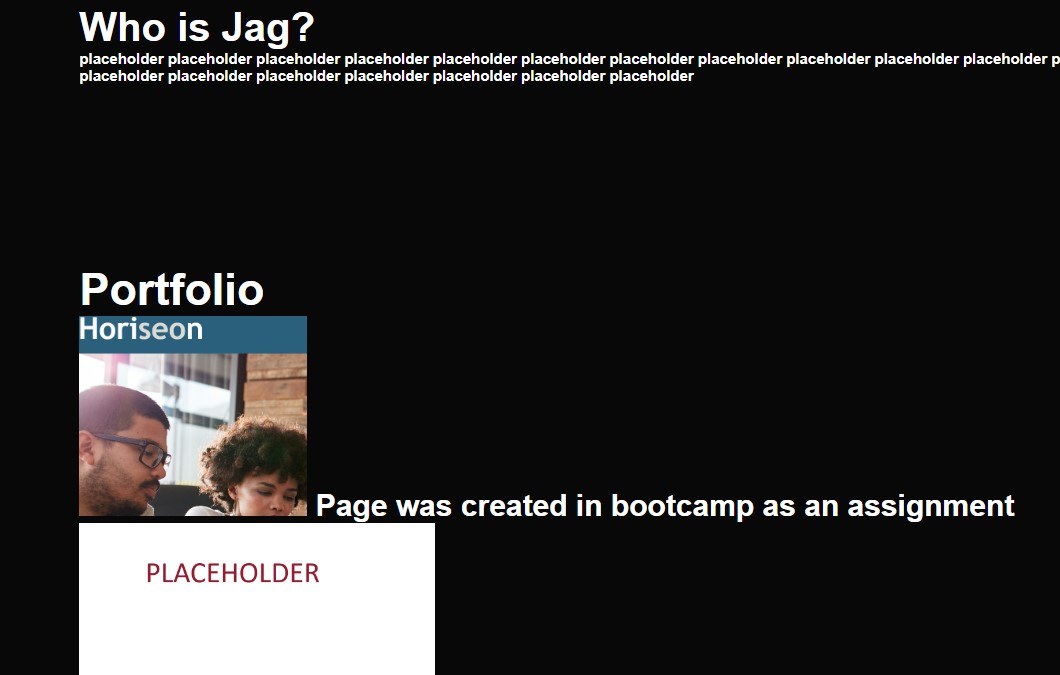 Who is Jag?
placeholder placeholder placeholder placeholder placeholder placeholder placeholder placeholder placeholder placeholder placeholder p
placeholder placeholder placeholder placeholder placeholder placeholder placeholder
Portfolio
Horiseon
Page was created in bootcamp as an assignment
PLACEHOLDER